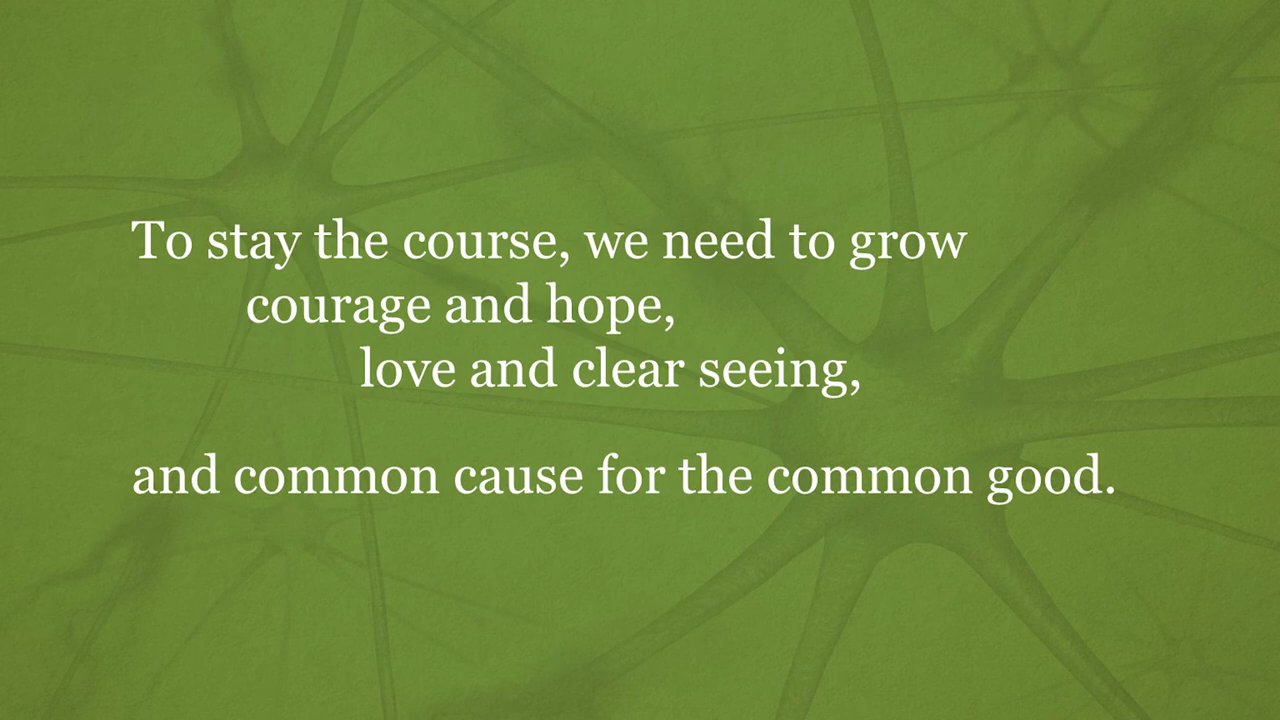 To stay the course, we need to grow
courage and hope,
love and clear seeing,
and common cause for the common good.